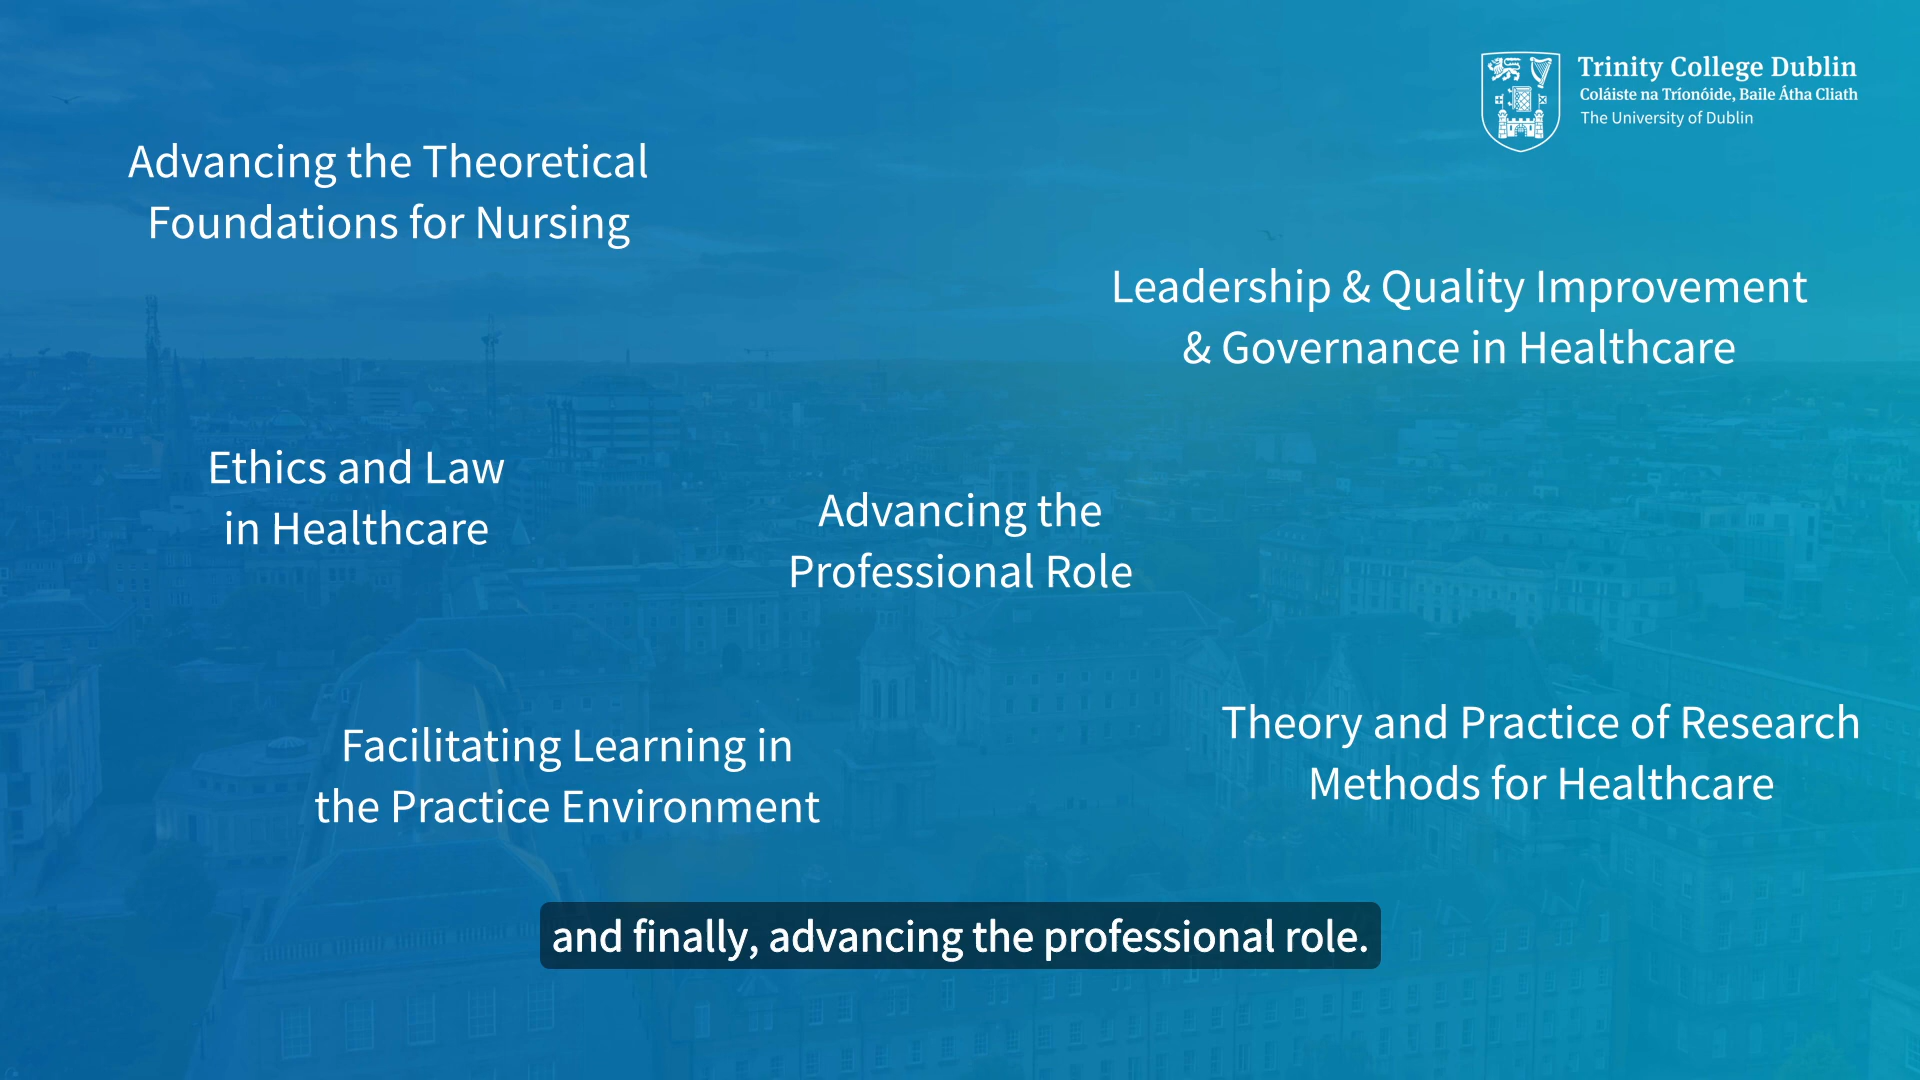 Trinity College Dublin
Coláiste na Tríonóide, Baile Átha Cliath
The University of Dublin
Advancing the Theoretical
Foundations for Nursing
Leadership & Quality Improvement
& Governance in Healthcare
Ethics and Law
in Healthcare
Advancing the
Professional Role
Facilitating Learning in
the Practice Environment
Theory and Practice of Research
Methods for Healthcare
and finally, advancing the professional role.